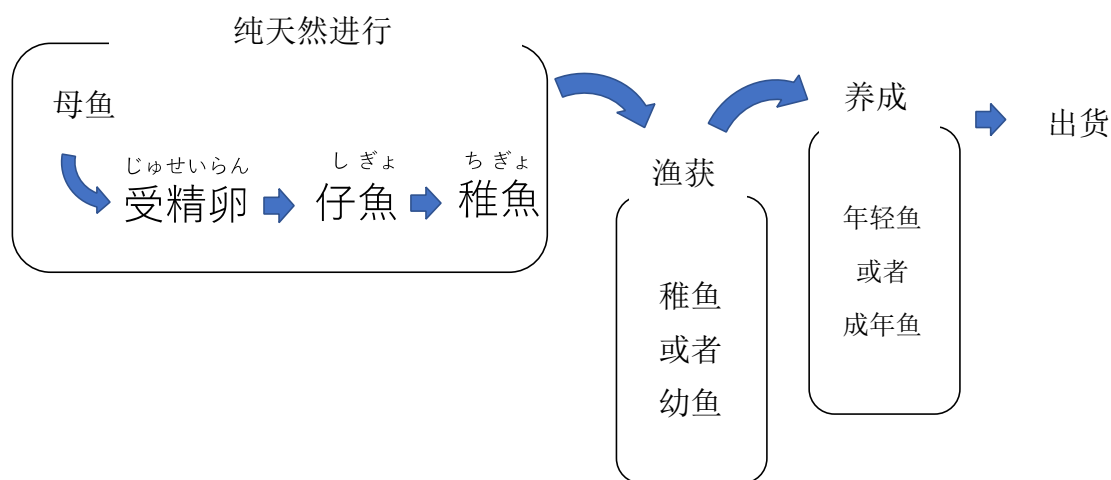 纯天然进行
母鱼
じゅせいらん
受精卵
しぎょ
仔魚
ちぎょ
稚魚
渔获
稚鱼
或者
幼鱼
养成
年轻鱼
或者
成年鱼
出货